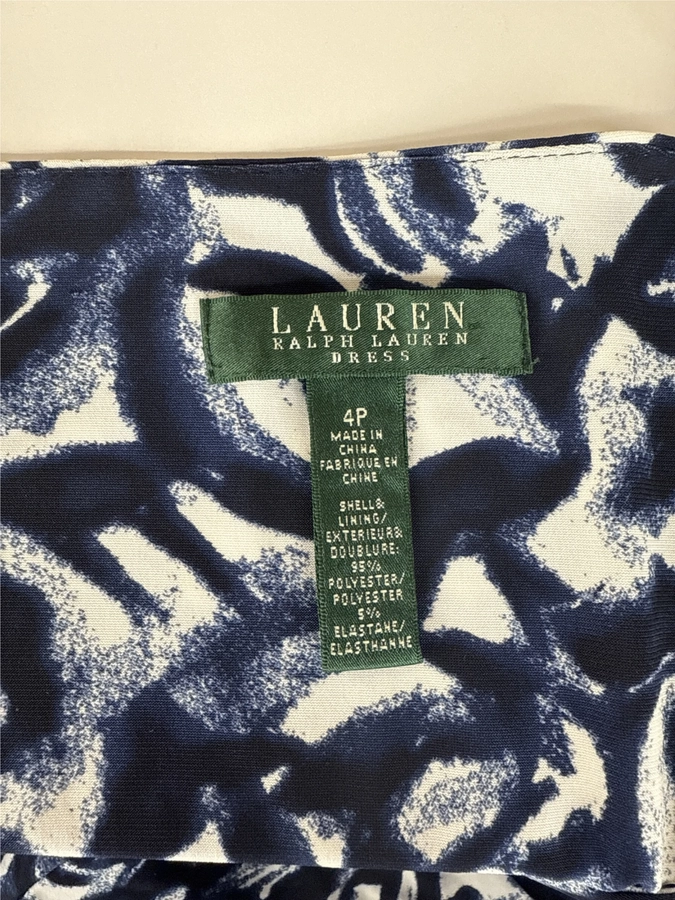 LAUREN
RALPH LAUREN
DRESS
4P
MADE IN
CHINA
FABRIQUE EN
CHINE
SHELL&
LINING/
EXTERIEUR&
DOUBLURE:
95%
POLYESTER/
POLYESTER
5%
ELASTANE/
ELASTHANNE